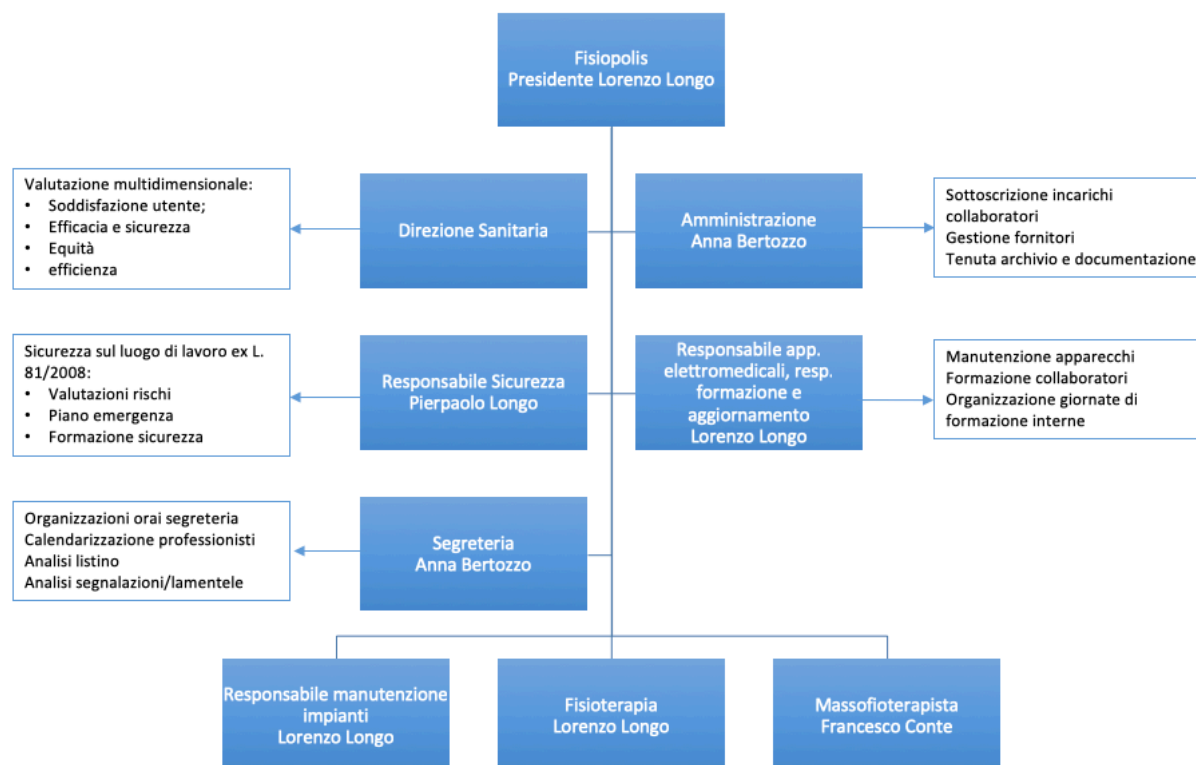 Fisiopolis
Presidente Lorenzo Longo
Valutazione multidimensionale:
• Soddisfazione utente;
• Efficacia e sicurezza
• Equità
• efficienza
Direzione Sanitaria
Amministrazione
Anna Bertozzo
Sottoscrizione incarichi
collaboratori
Gestione fornitori
Tenuta archivio e documentazione
Sicurezza sul luogo di lavoro ex L.
81/2008:
• Valutazioni rischi
• Piano emergenza
• Formazione sicurezza
Responsabile Sicurezza
Pierpaolo Longo
Responsabile app.
elettromedicali, resp.
formazione e
aggiornamento
Lorenzo Longo
Manutenzione apparecchi
Formazione collaboratori
Organizzazione giornate di
formazione interne
Organizzazioni orai segreteria
Calendarizzazione professionisti
Analisi listino
Analisi segnalazioni/lamentele
Segreteria
Anna Bertozzo
Responsabile manutenzione
impianti
Lorenzo Longo
Fisioterapia
Lorenzo Longo
Massofioterapista
Francesco Conte